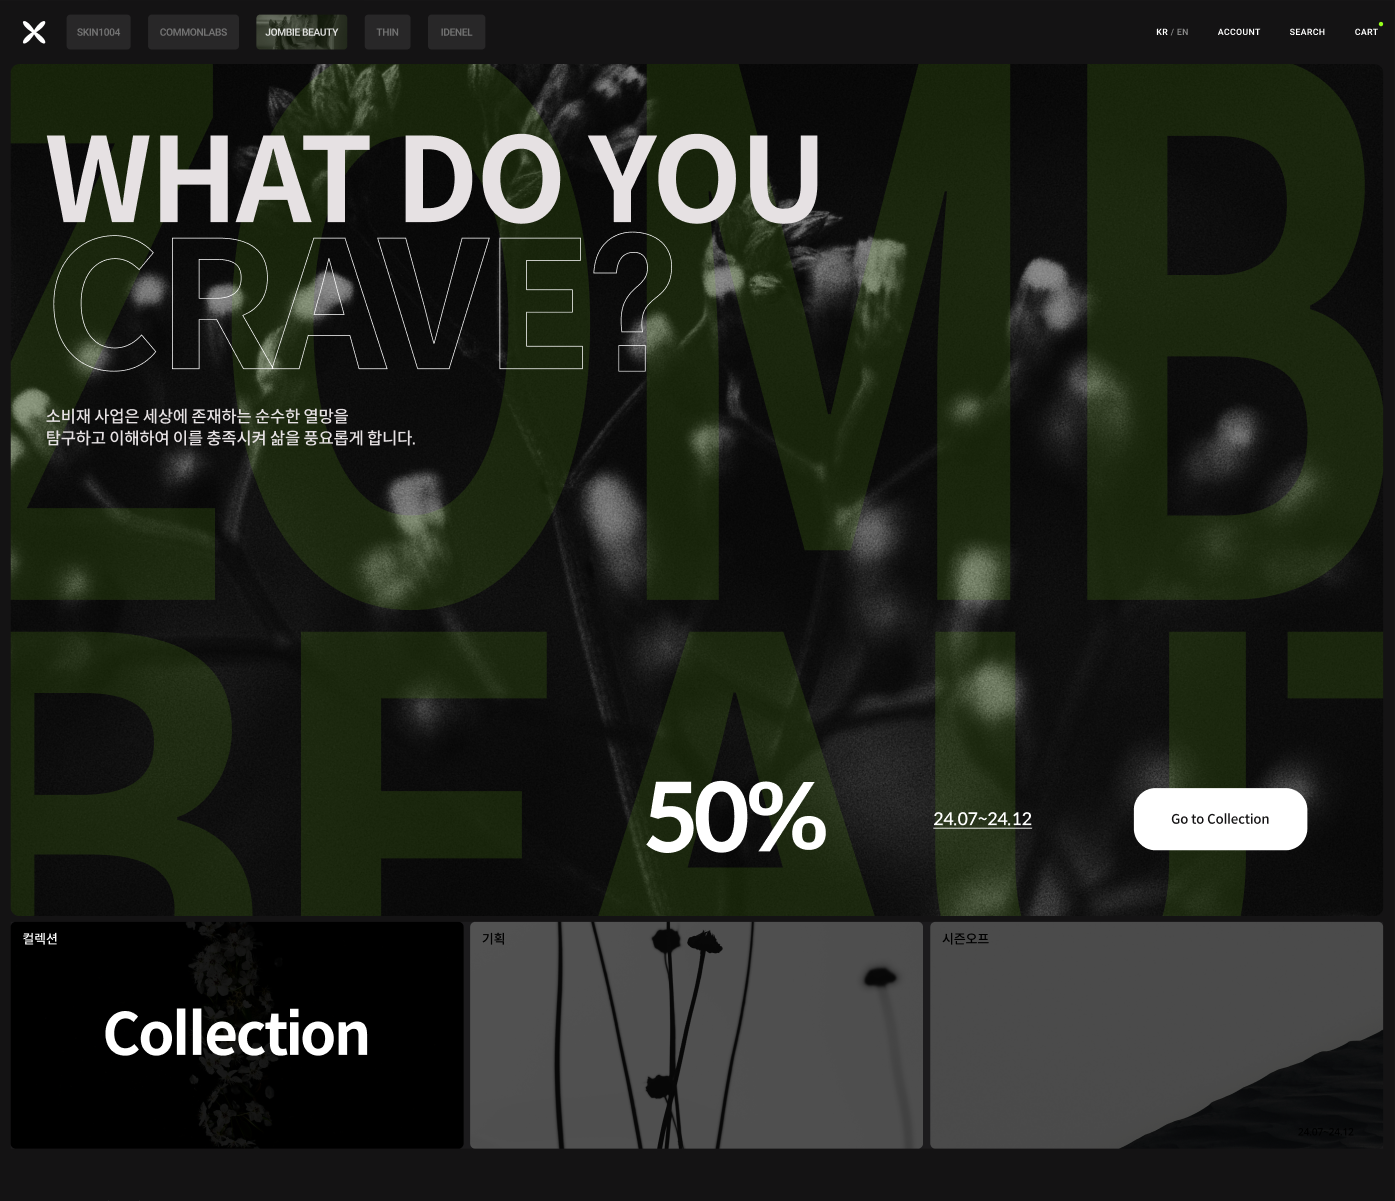 SKIN1004
COMMONLABS
JOMBIE BEAUTY
THIN
IDENEL
KR / EN
ACCOUNT
SEARCH
CART
ZOMB
BEAUT
WHAT DO YOU
CRAVE?
소비재 사업은 세상에 존재하는 순수한 열망을
탐구하고 이해하여 이를 충족시켜 삶을 풍요롭게 합니다.
50%
24.07~24.12
Go to Collection
컬렉션
Collection
기획
시즌오프
24.07~24.12